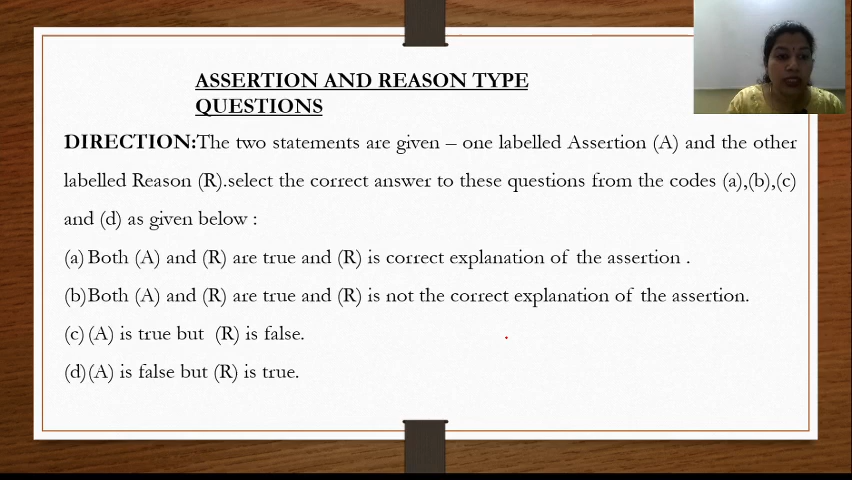 ASSERTION AND REASON TYPE
QUESTIONS
DIRECTION:The two statements are given – one labelled Assertion (A) and the other
labelled Reason (R).select the correct answer to these questions from the codes (a),(b),(c)
and (d) as given below :
(a) Both (A) and (R) are true and (R) is correct explanation of the assertion .
(b)Both (A) and (R) are true and (R) is not the correct explanation of the assertion.
(c) (A) is true but (R) is false.
(d)(A) is false but (R) is true.